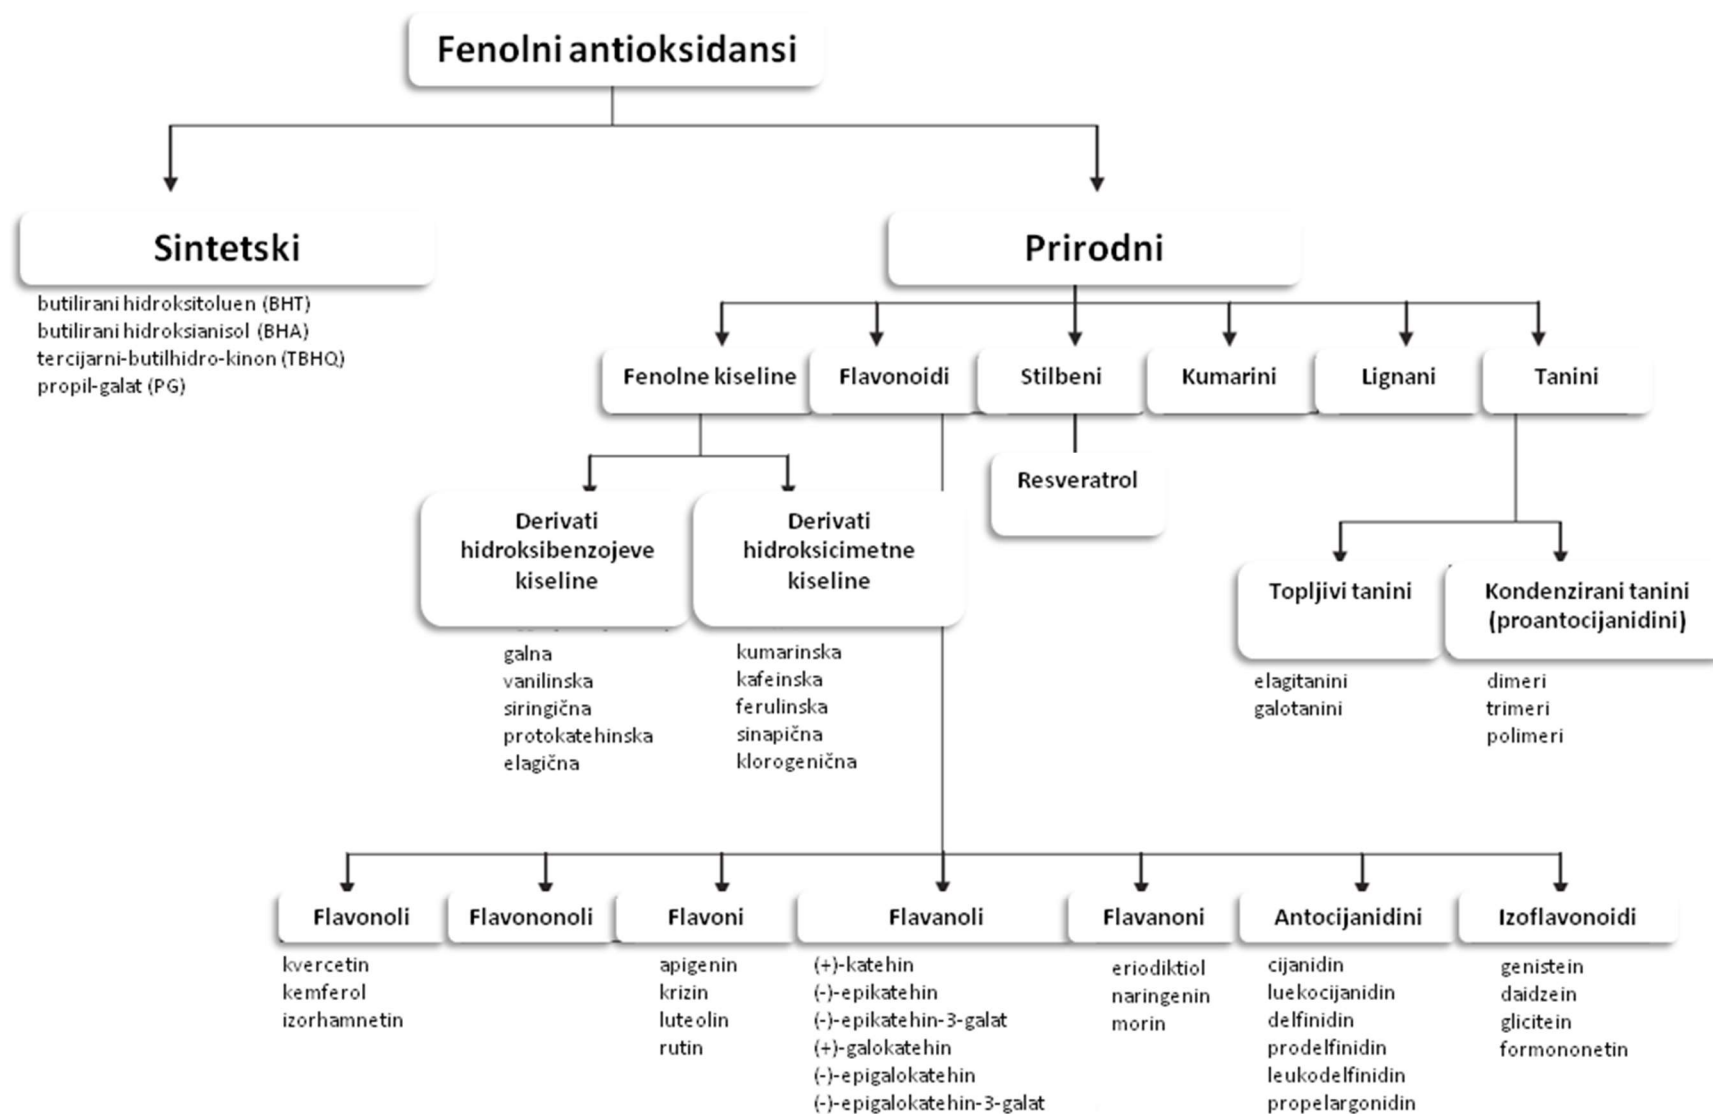 Fenolni antioksidansi
Sintetski
butilirani hidroksitoluen (BHT)
butilirani hidroksianisol (BHA)
tercijarni-butilhidro-kinon (TBHQ)
propil-galat (PG)
Prirodni
Fenolne kiseline
Flavonoidi
Stilbeni
Kumarini
Lignani
Tanini
Resveratrol
Derivati
hidroksibenzojeve
kiseline
galna
vanilinska
siringična
protokatehinska
elagična
Derivati
hidroksicimetne
kiseline
kumarinska
kafeinska
ferulinska
sinapična
klorogenična
Topljivi tanini
elagitanini
galotanini
Kondenzirani tanini
(proantocijanidini)
dimeri
trimeri
polimeri
Flavonoli
kvercetin
kemferol
izorhamnetin
Flavononoli
Flavoni
apigenin
krizin
luteolin
rutin
Flavanoli
(+)-katehin
(-)-epikatehin
(-)-epikatehin-3-galat
(+)-galokatehin
(-)-epigalokatehin
(-)-epigalokatehin-3-galat
Flavanoni
eriodiktiol
naringenin
morin
Antocijanidini
cijanidin
luekocijanidin
delfinidin
prodelfinidin
leukodelfinidin
propelargonidin
Izoflavonoidi
genistein
daidzein
glicitein
formononetin